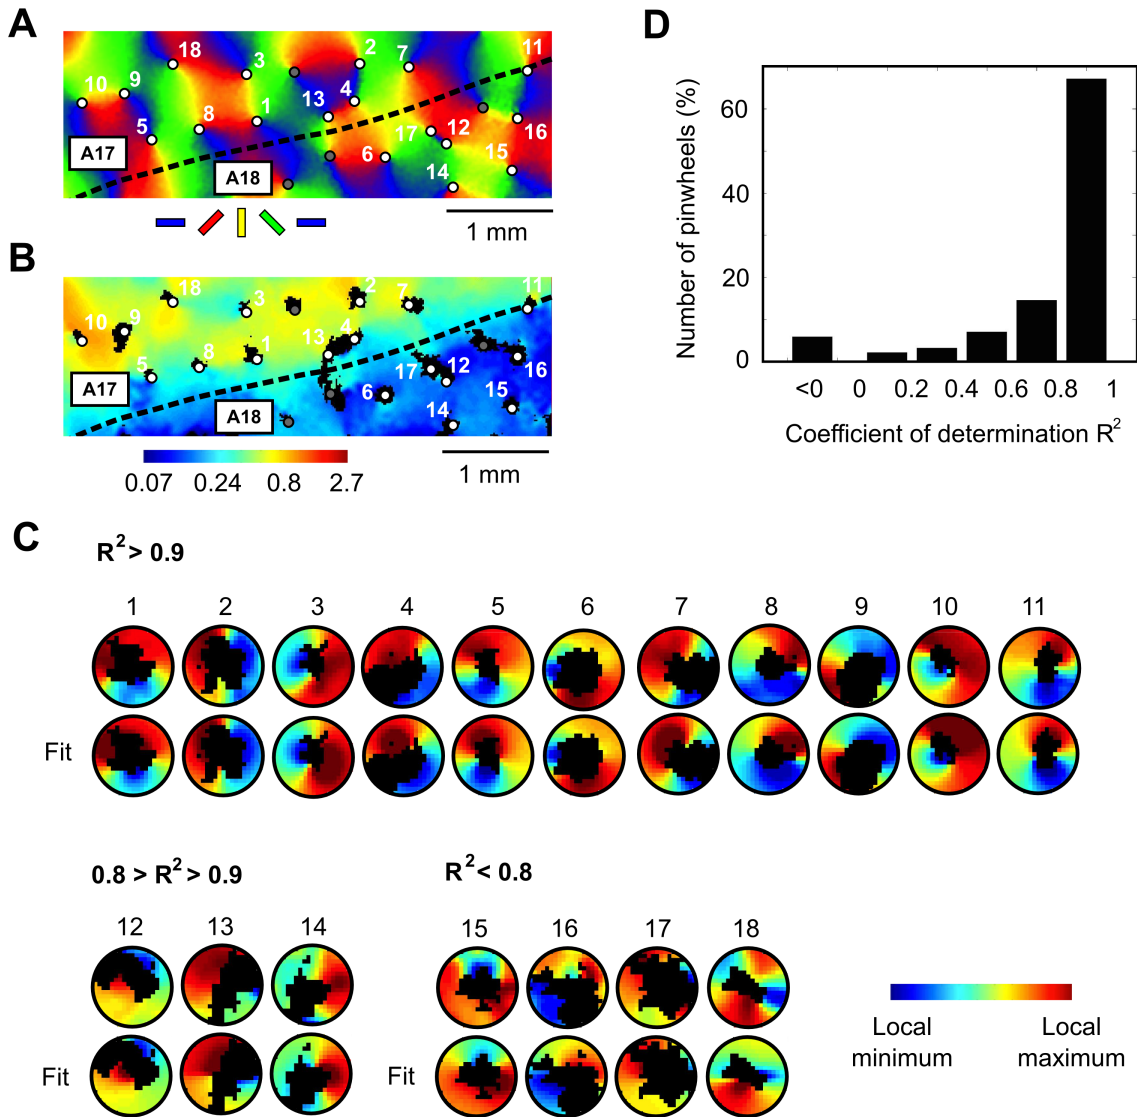 A
18
3
2
7
11
10
9
4
13
1
8
5
17
12
16
A17
6
15
A18
14
1 mm
B
18
3
2
7
11
10
9
4
13
1
8
5
17
12
16
A17
6
15
A18
14
1 mm
0.07 0.24 0.8 2.7
D
Number of pinwheels (%)
60
40
20
0
<0 0 0.2 0.4 0.6 0.8 1
Coefficient of determination R²
C
R² > 0.9
1 2 3 4 5 6 7 8 9 10 11
Fit
0.8 > R² > 0.9
12 13 14
Fit
R² < 0.8
15 16 17 18
Fit
Local minimum
Local maximum